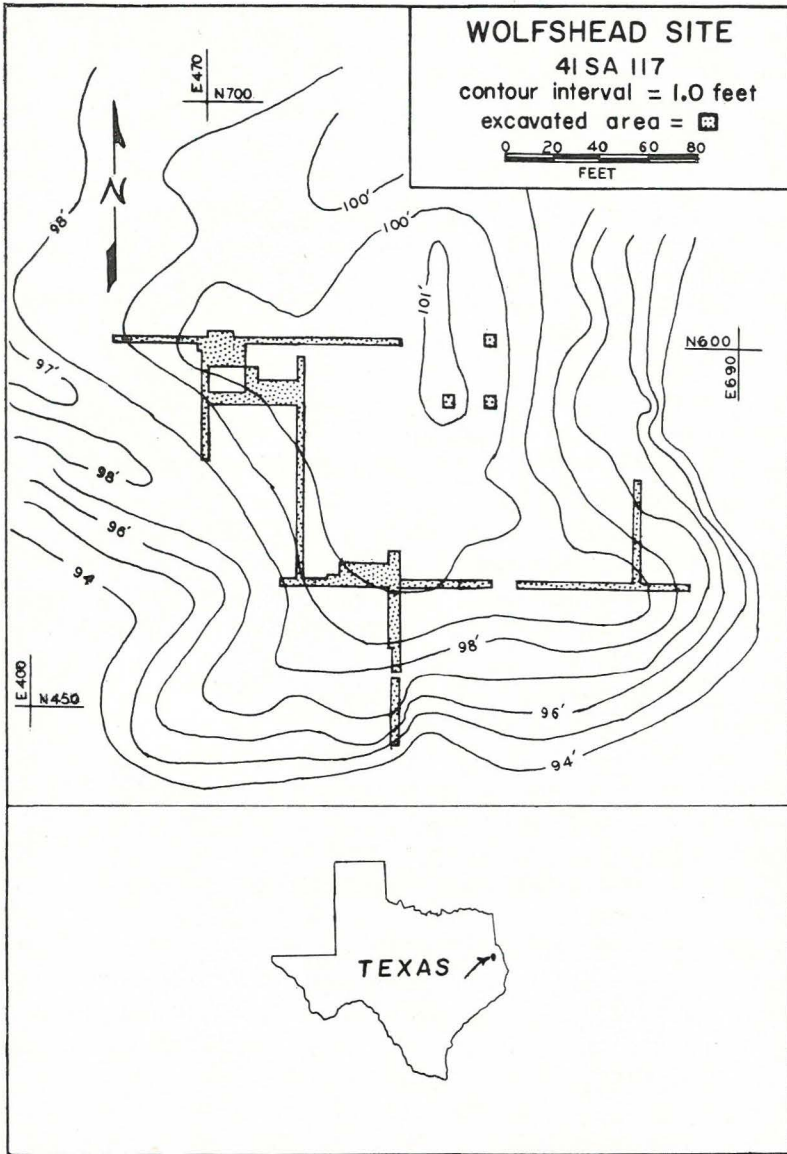 WOLFSHEAD SITE
41 SA 117
contour interval = 1.0 feet
excavated area =
0 20 40 60 80
FEET
E470
N700
N
98'
100'
100'
101'
N600
E690
97'
98'
96'
94'
98'
E400
N450
96'
94'
TEXAS